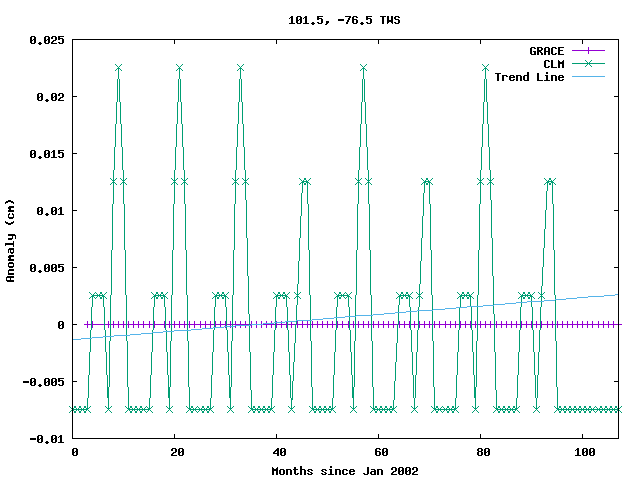 101.5, -76.5 TWS
0.025
0.02
0.015
0.01
0.005
0
-0.005
-0.01
GRACE
CLM
Trend Line
Anomaly (cm)
0 20 40 60 80 100
Months since Jan 2002